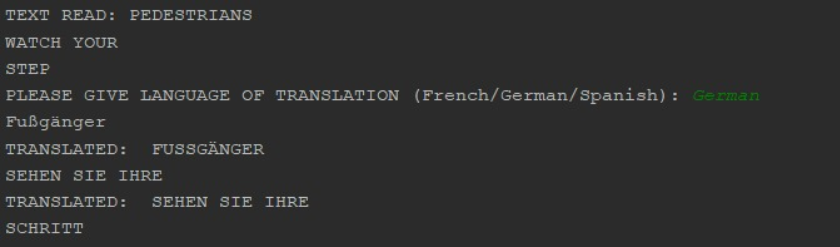 TEXT READ: PEDESTRIANS
WATCH YOUR
STEP
PLEASE GIVE LANGUAGE OF TRANSLATION (French/German/Spanish): German
Fußgänger
TRANSLATED:  FUSSGÄNGER
SEHEN SIE IHRE
TRANSLATED:  SEHEN SIE IHRE
SCHRITT